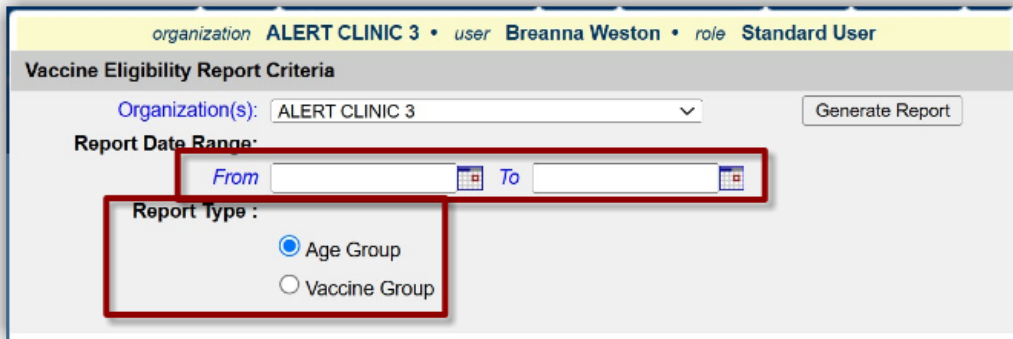 organization ALERT CLINIC 3 • user Breanna Weston • role Standard User
Vaccine Eligibility Report Criteria
Organization(s): ALERT CLINIC 3 Generate Report
Report Date Range:
From To
Report Type :
Age Group
Vaccine Group